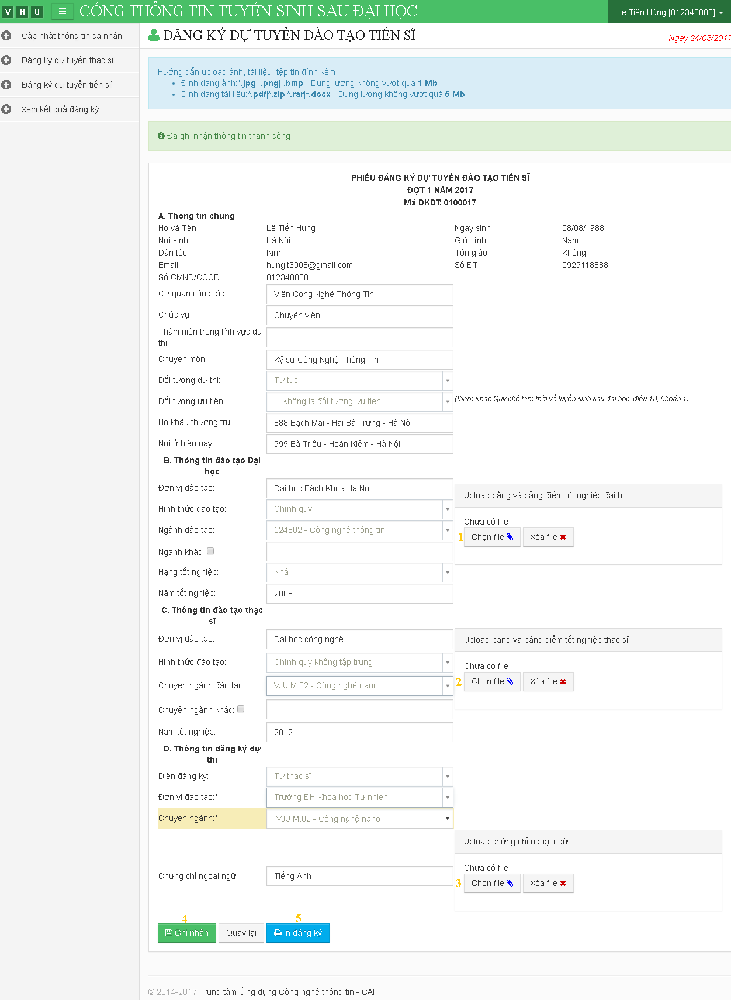 V N U CỔNG THÔNG TIN TUYỂN SINH SAU ĐẠI HỌC Lê Tiến Hùng [012348888]
Cập nhật thông tin cá nhân
Đăng ký dự tuyển thạc sĩ
Đăng ký dự tuyển tiến sĩ
Xem kết quả đăng ký
ĐĂNG KÝ DỰ TUYỂN ĐÀO TẠO TIẾN SĨ
Ngày 24/03/2017
Hướng dẫn upload ảnh, tài liệu, tệp tin đính kèm
• Định dạng ảnh:*.jpg|*.png|*.bmp - Dung lượng không vượt quá 1 Mb
• Định dạng tài liệu:*.pdf|*.zip|*.rar|*.docx - Dung lượng không vượt quá 5 Mb
Đã ghi nhận thông tin thành công!
PHIẾU ĐĂNG KÝ DỰ TUYỂN ĐÀO TẠO TIẾN SĨ
ĐỢT 1 NĂM 2017
Mã ĐKDT: 0100017
A. Thông tin chung
Họ và Tên Lê Tiến Hùng Ngày sinh 08/08/1988
Nơi sinh Hà Nội Giới tính Nam
Dân tộc Kinh Tôn giáo Không
Email hunglt3008@gmail.com Số ĐT 0929118888
Số CMND/CCCD 012348888
Cơ quan công tác: Viện Công Nghệ Thông Tin
Chức vụ: Chuyên viên
Thâm niên trong lĩnh vực dự
thi: 8
Chuyên môn: Kỹ sư Công Nghệ Thông Tin
Đối tượng dự thi: Tự túc
Đối tượng ưu tiên: -- Không là đối tượng ưu tiên -- (tham khảo Quy chế tạm thời về tuyển sinh sau đại học, điều 18, khoản 1)
Hộ khẩu thường trú: 888 Bạch Mai - Hai Bà Trưng - Hà Nội
Nơi ở hiện nay: 999 Bà Triệu - Hoàn Kiếm - Hà Nội
B. Thông tin đào tạo Đại
học
Đơn vị đào tạo: Đại học Bách Khoa Hà Nội
Upload bằng và bảng điểm tốt nghiệp đại học
Hình thức đào tạo: Chính quy
Chưa có file
Ngành đào tạo: 524802 - Công nghệ thông tin
1 Chọn file Xóa file
Ngành khác:
Hạng tốt nghiệp: Khá
Năm tốt nghiệp: 2008
C. Thông tin đào tạo thạc
sĩ
Đơn vị đào tạo: Đại học công nghệ Upload bằng và bảng điểm tốt nghiệp thạc sĩ
Hình thức đào tạo: Chính quy không tập trung
Chưa có file
Chuyên ngành đào tạo: VJU.M.02 - Công nghệ nano
2 Chọn file Xóa file
Chuyên ngành khác:
Năm tốt nghiệp: 2012
D. Thông tin đăng ký dự
thi
Diện đăng ký: Từ thạc sĩ
Đơn vị đào tạo:* Trường ĐH Khoa học Tự nhiên
Chuyên ngành:* VJU.M.02 - Công nghệ nano
Upload chứng chỉ ngoại ngữ
Chưa có file
Chứng chỉ ngoại ngữ: Tiếng Anh
3 Chọn file Xóa file
4 5
Ghi nhận Quay lại In đăng ký
© 2014-2017 Trung tâm Ứng dụng Công nghệ thông tin - CAIT